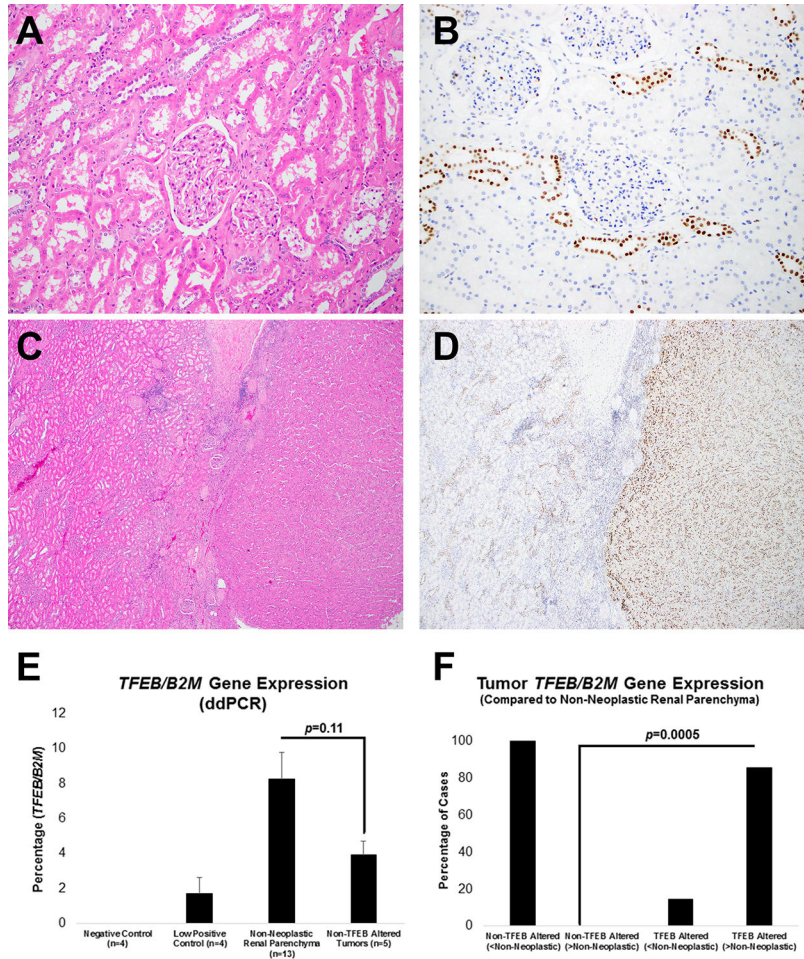 A
B
C
D
E
TFEB/B2M Gene Expression
(ddPCR)
p=0.11
12
10
8
6
4
2
0
Percentage (TFEB/B2M)
Negative Control
(n=4)
Low Positive
Control (n=4)
Non-Neoplastic
Renal Parenchyma
(n=13)
Non-TFEB Altered
Tumors (n=5)
F
Tumor TFEB/B2M Gene Expression
(Compared to Non-Neoplastic Renal Parenchyma)
p=0.0005
100
80
60
40
20
0
Percentage of Cases
Non-TFEB Altered
(<Non-Neoplastic)
Non-TFEB Altered
(>Non-Neoplastic)
TFEB Altered
(<Non-Neoplastic)
TFEB Altered
(>Non-Neoplastic)